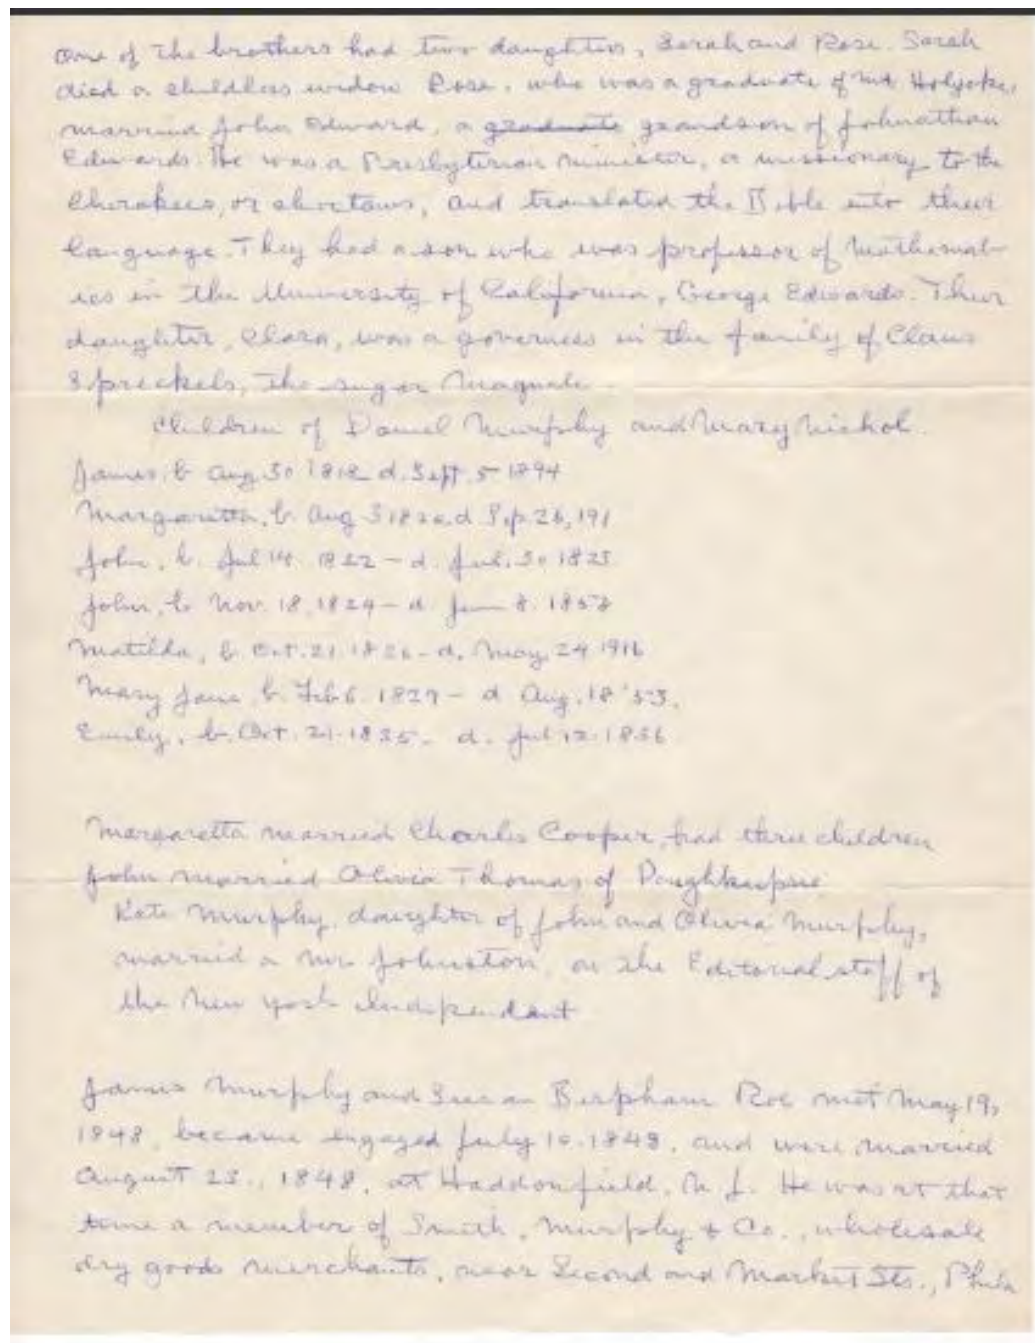 One of the brothers had two daughters, Sarah and Rose. Sarah
died a childless widow Rose, who was a graduate of Mt Holyoke,
married John Edward, a graduate grandson of Johnathan
Edwards. He was a Presbyterian minister, a missionary to the
Cherokees, or choctaws, and translated the Bible into their
language. They had a son who was professor of Mathemat-
ics in the University of California, George Edwards. Their
daughter, Clara, was a governess in the family of Claus
Spreckels, the sugar Magnate.
Children of Daniel Murphy and Mary Nichol.
James, b Aug 30 1818 d. Sept. 5 1894
Margaretta, b. Aug 3 d Sep. 26, 191
John, b. Jul 14. 1822 - d. Jul. 30 1823
John, b Nov. 18, 1824 - d 8. 1853
Matilda, b. Oct. 21 1826 - d. May 24 1916
Mary Jane, b. Feb 6. 1829 - d Aug. 18 '53.
Emily, b. Oct. 21. 1835 - d. Jul 12. 1836
Margaretta married Charles Cooper, had three children
John married Olivia Thomas of Poughkeepsie.
Kate Murphy, daughter of John and Olivia Murphy,
married a Mr Johnston, on the Editorial staff of
the New York Independent
James Murphy and Susan Bispham Roe met May 19,
1848, became engaged July 10. 1848, and were married
August 23., 1848, at Haddonfield, N. J. He was at that
time a member of Smith, Murphy & Co., wholesale
dry goods merchants, near Second and Market Sts., Phila